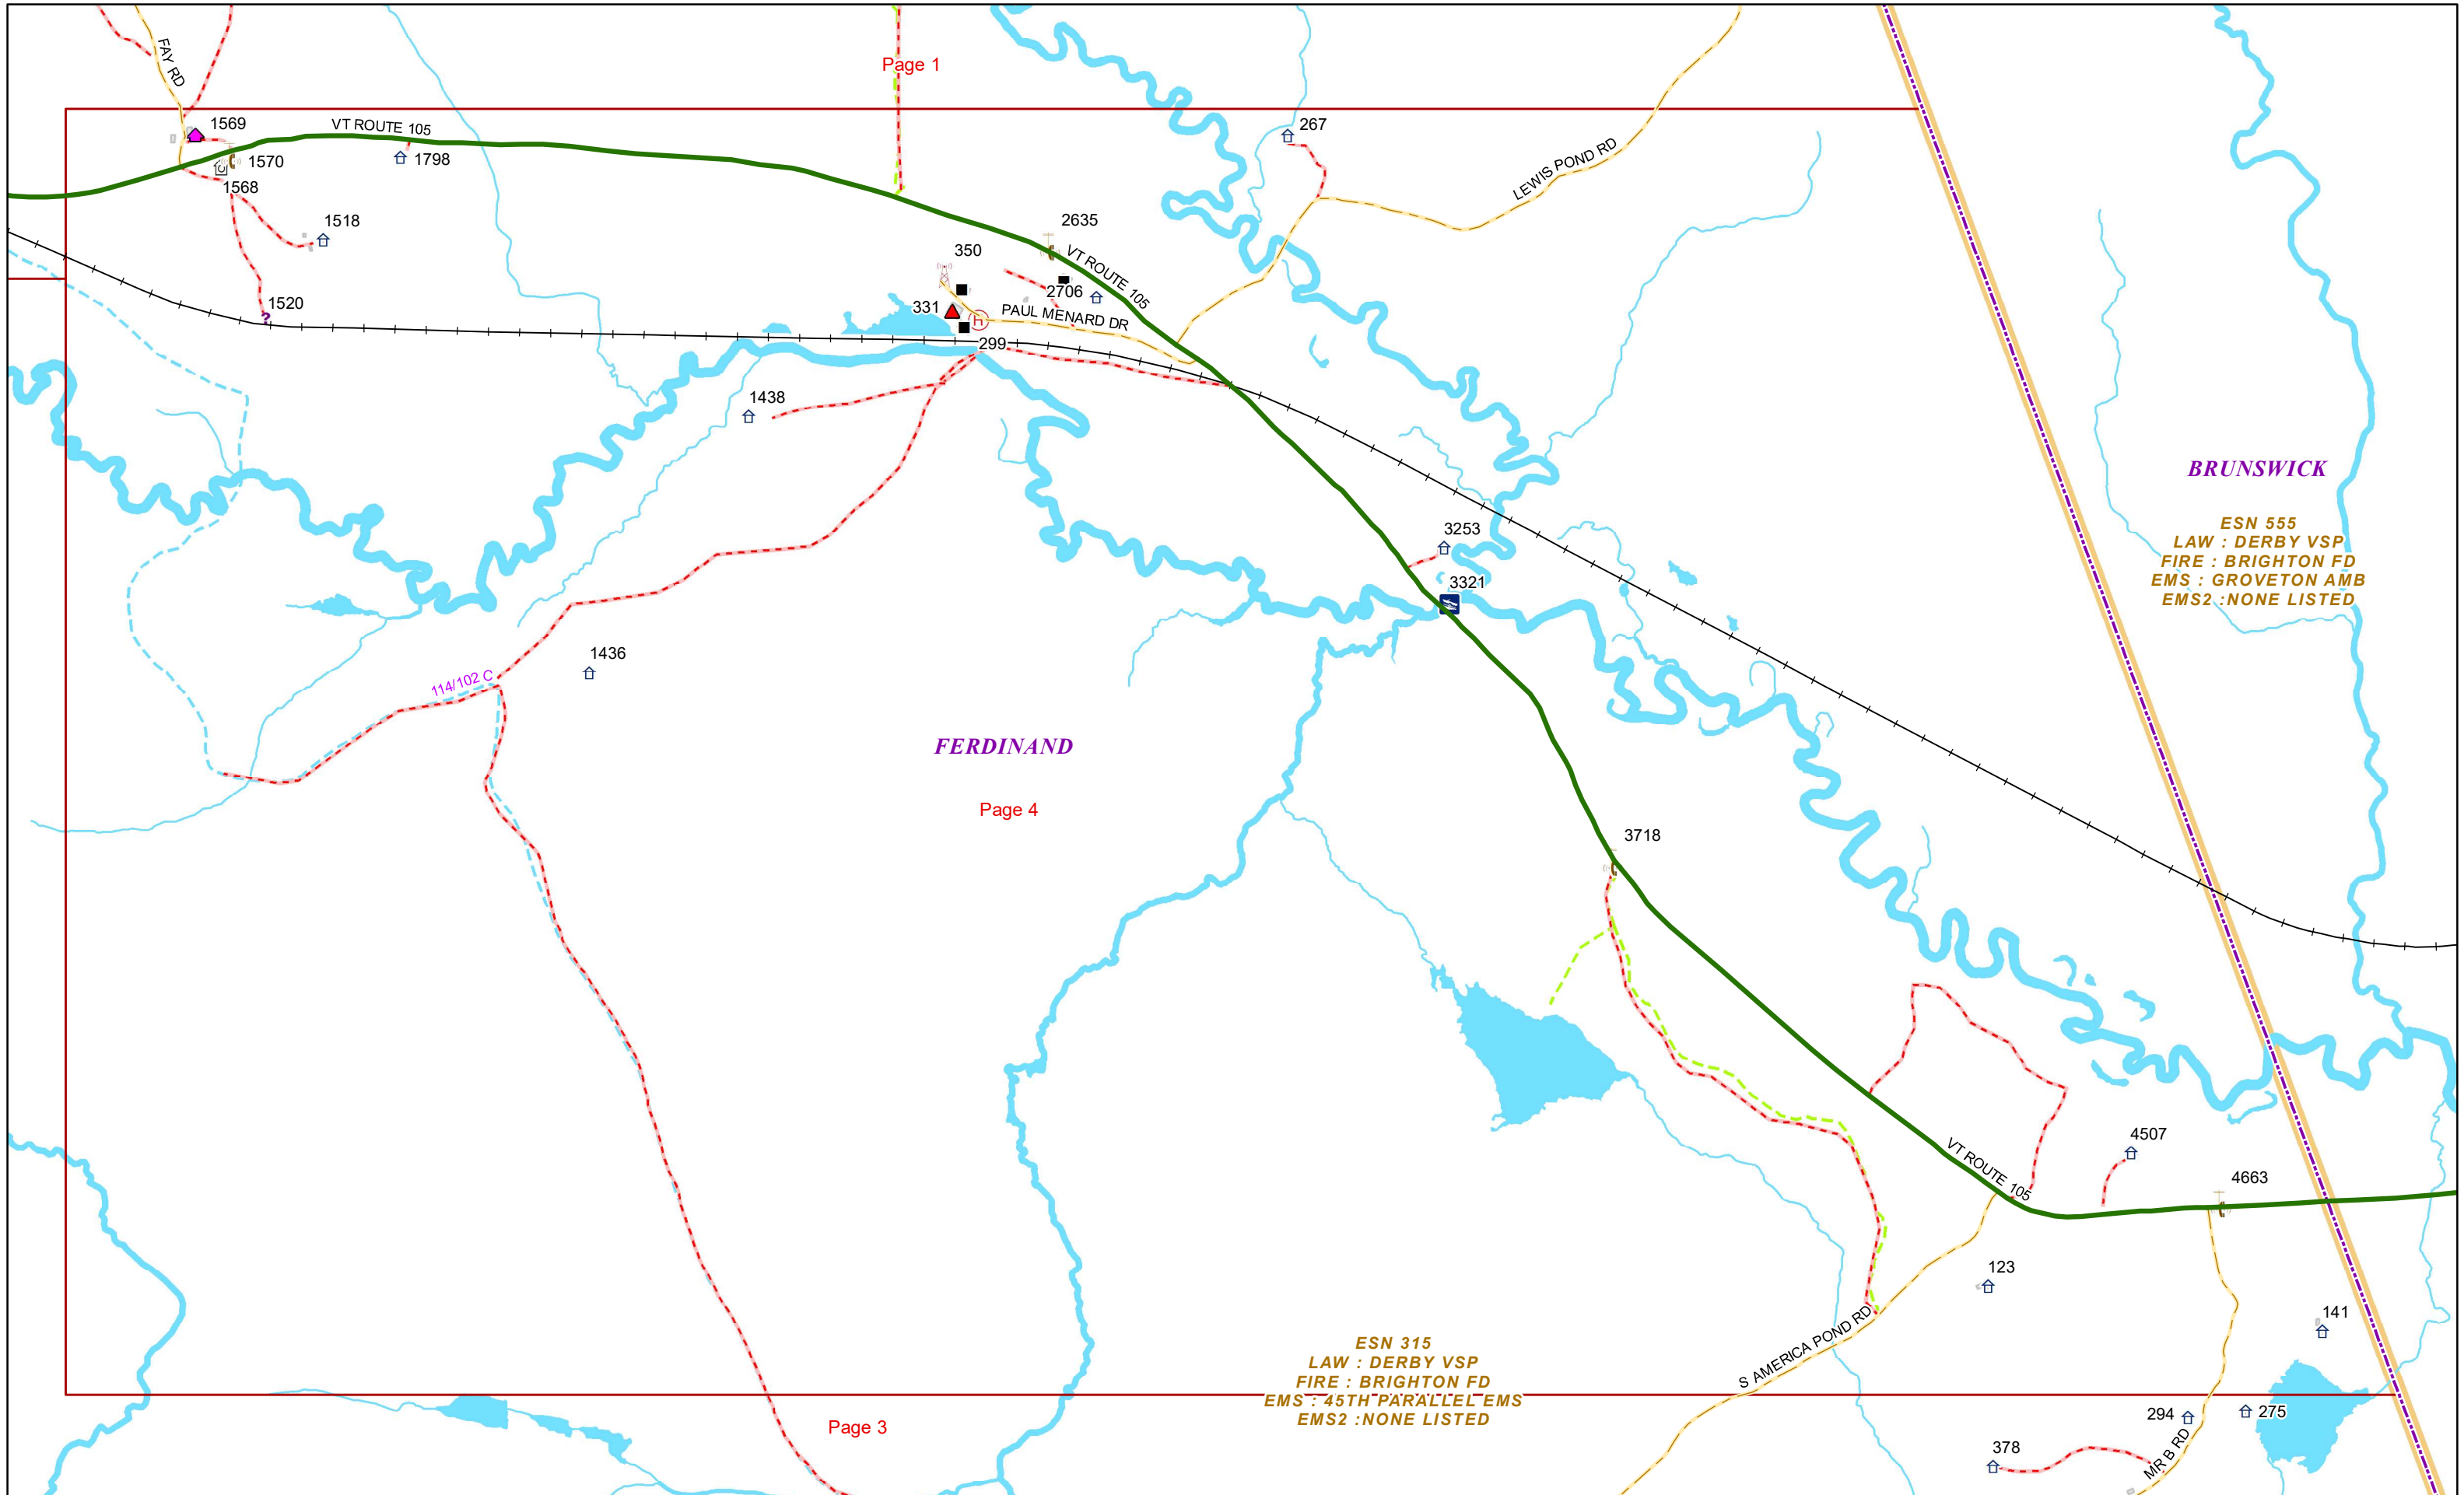 Page 1
FAY RD
1569
VT ROUTE 105
267
1570
1798
1568
LEWIS POND RD
1518
2635
350
VT ROUTE 105
2706
1520
331
H
PAUL MENARD DR
?
299
1438
BRUNSWICK
ESN 555
LAW : DERBY VSP
FIRE : BRIGHTON FD
EMS : GROVETON AMB
EMS2 :NONE LISTED
3253
3321
1436
114/102 C
FERDINAND
Page 4
3718
4507
VT ROUTE 105
4663
123
141
S AMERICA POND RD
ESN 315
LAW : DERBY VSP
FIRE : BRIGHTON FD
EMS : 45TH PARALLEL EMS
EMS2 :NONE LISTED
Page 3
294
275
378
MR B RD